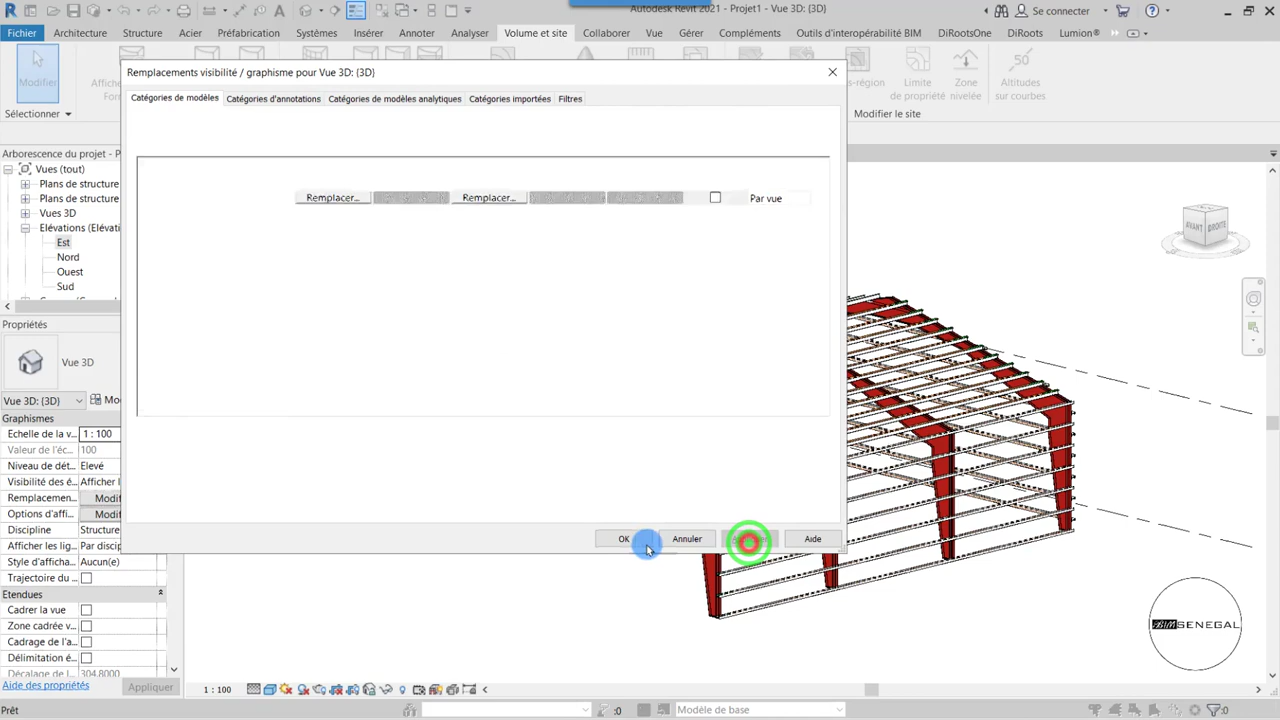 Autodesk Revit 2021 - Projet1 - Vue 3D: {3D}
Se connecter
Fichier Architecture Structure Acier Préfabrication Systèmes Insérer Annoter Analyser Volume et site Collaborer Vue Gérer Compléments Outils d'interopérabilité BIM DiRootsOne DiRoots Lumion®
Modifier
Limite de propriété
Zone nivelée
Altitudes sur courbes
Sélectionner
Modifier le site
Remplacements visibilité / graphisme pour Vue 3D: {3D}
Catégories de modèles Catégories d'annotations Catégories de modèles analytiques Catégories importées Filtres
Remplacer... Remplacer... Par vue
OK Annuler Aide
Arborescence du projet - P
Vues (tout)
Plans de structure
Plans de structure
Vues 3D
Elévations (Elévati
Est
Nord
Ouest
Sud
AVANT DROITE
Propriétés
Vue 3D
Vue 3D: {3D}
Graphismes
Echelle de la v... 1 : 100
Valeur de l'éc... 100
Niveau de dét... Elevé
Visibilité des é... Afficher l
Remplacemen... Modif
Options d'affi... Modif
Discipline Structure
Afficher les lig... Par discip
Style d'afficha... Aucun(e)
Trajectoire du
Etendues
Cadrer la vue
Zone cadrée v
Cadrage de l'a
Délimitation é
Décalage de l... 304.8000
Aide des propriétés Appliquer
1 : 100
Prêt
:0 Modèle de base :0
BIM SENEGAL